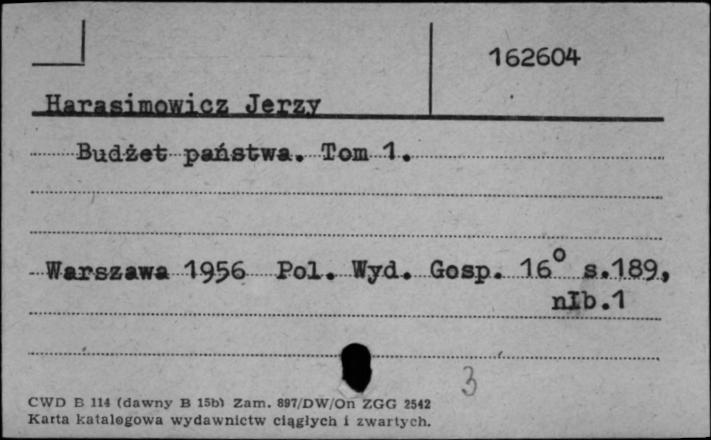 162604
Harasimowicz Jerzy
Budżet państwa. Tom 1.
Warszawa 1956 Pol. Wyd. Gosp. 16° s.189,
nIb.1
3
CWD B 114 (dawny B 15b) Zam. 897/DW/On ZGG 2542
Karta katalogowa wydawnictw ciągłych i zwartych.